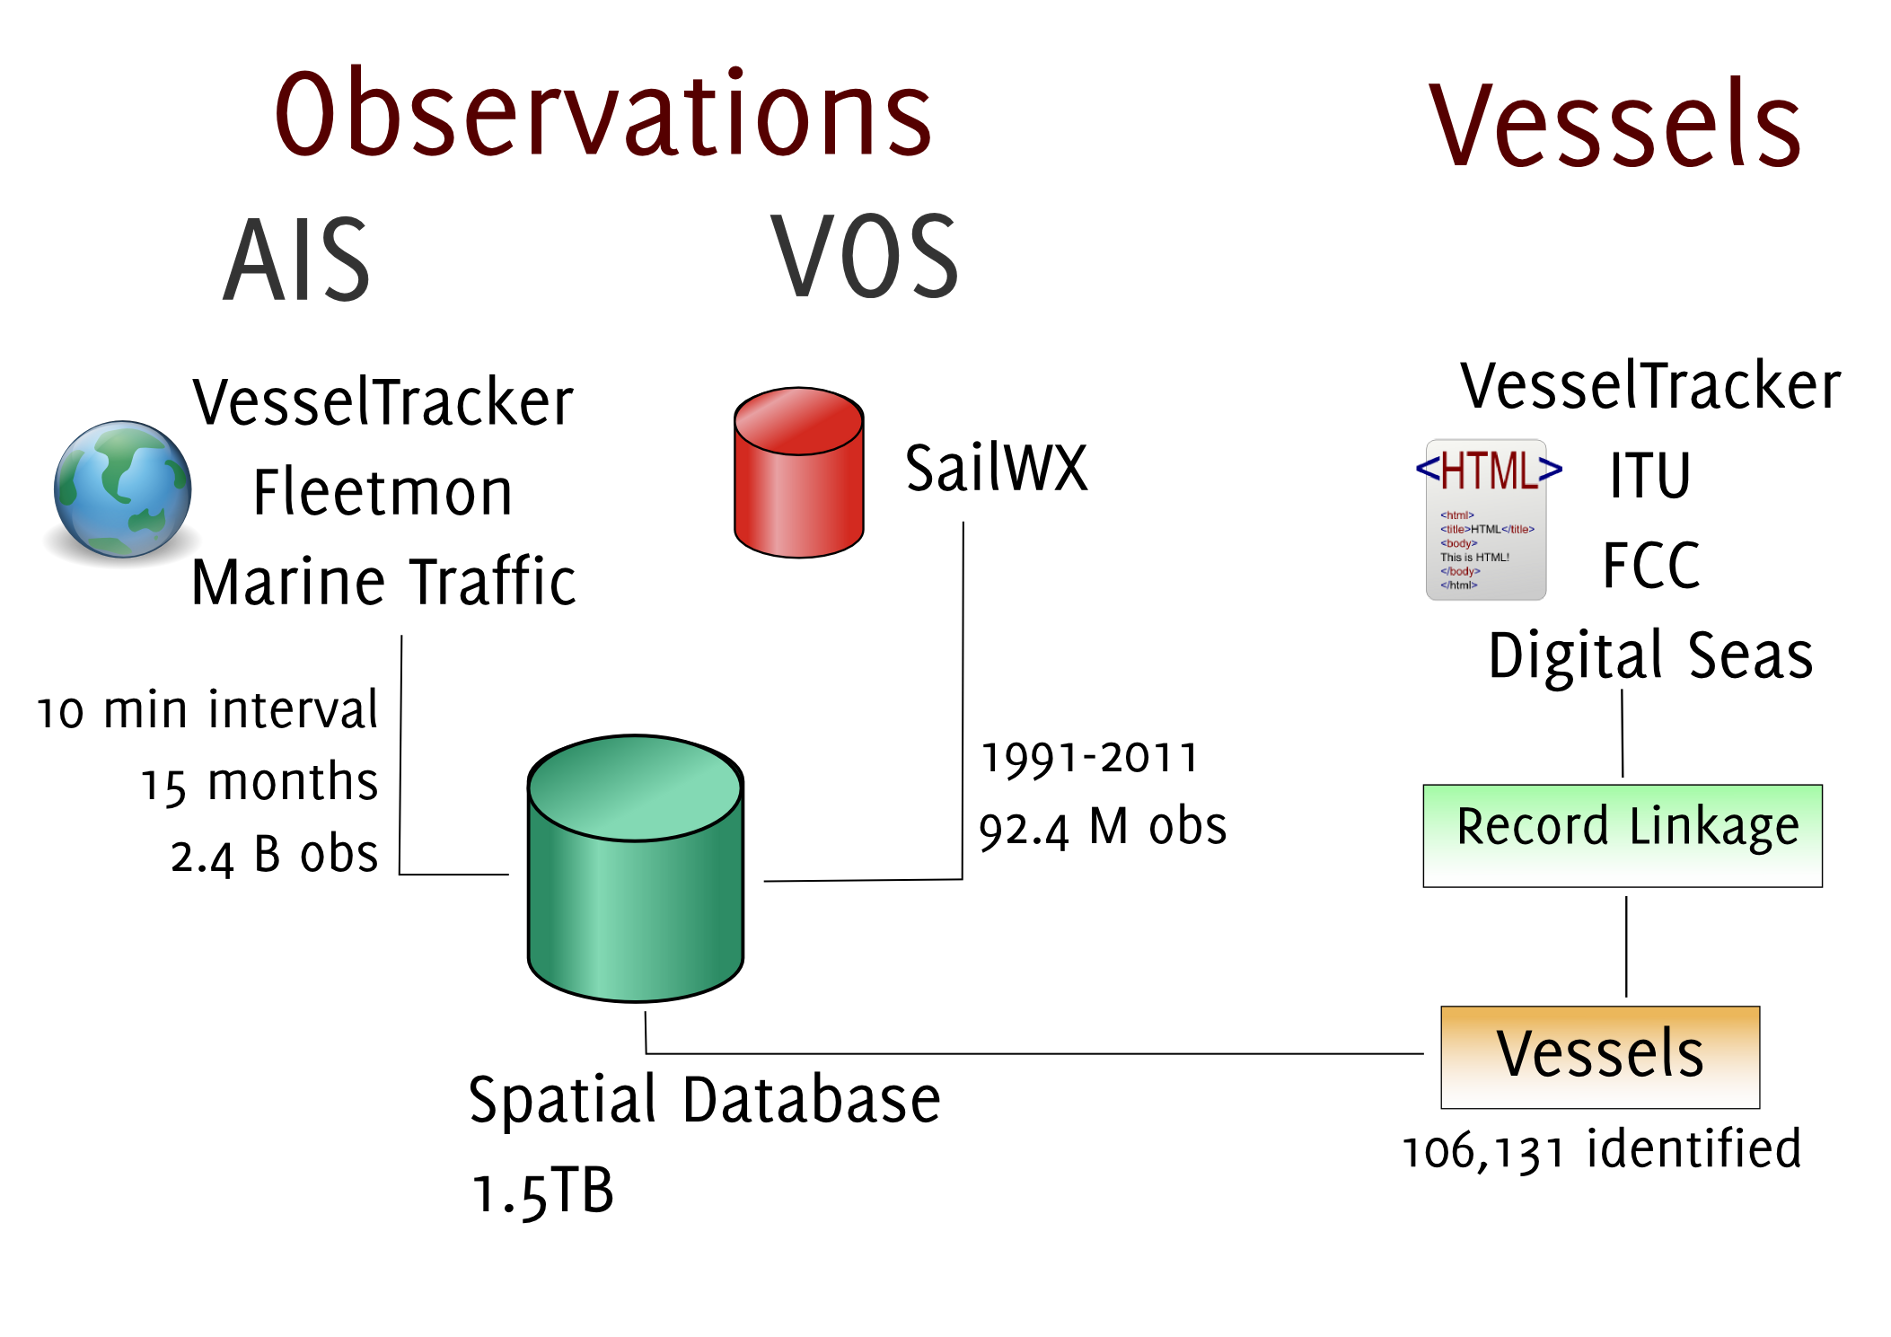 Observations
Vessels
AIS
VOS
VesselTracker
Fleetmon
Marine Traffic
SailWX
VesselTracker
ITU
FCC
Digital Seas
<HTML>
<html>
<title>HTML</title>
<body>
This is HTML!
</body>
</html>
10 min interval
15 months
2.4 B obs
1991-2011
92.4 M obs
Record Linkage
Vessels
106,131 identified
Spatial Database
1.5TB